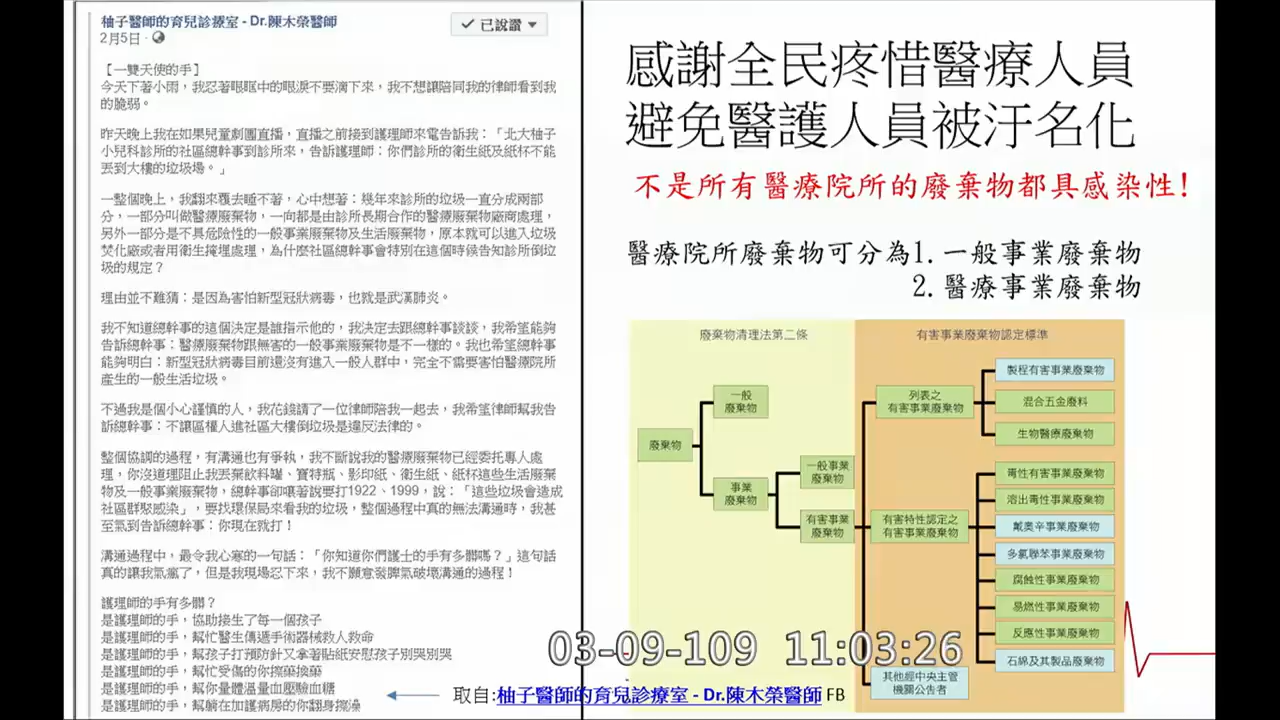 柚子醫師的育兒診療室 - Dr.陳木榮醫師
已說讚
2月5日
【一雙天使的手】
今天下著小雨，我忍著眼眶中的眼淚不要滴下來，我不想讓陪同我的律師看到我
的脆弱。
昨天晚上我在如果兒童劇團直播，直播之前接到護理師來電告訴我：「北大柚子
小兒科診所的社區總幹事到診所來，告訴護理師：你們診所的衛生紙及紙杯不能
丟到大樓的垃圾場。」
一整個晚上，我翻來覆去睡不著，心中想著：幾年來診所的垃圾一直分成兩部
分，一部分叫做醫療廢棄物，一向都是由診所長期合作的醫療廢棄物廠商處理，
另外一部分是不具危險性的一般事業廢棄物及生活廢棄物，原本就可以進入垃圾
焚化廠或者用衛生掩埋處理，為什麼社區總幹事會特別在這個時候告知診所倒垃
圾的規定？
理由並不難猜：是因為害怕新型冠狀病毒，也就是武漢肺炎。
我不知道總幹事的這個決定是誰指示他的，我決定去跟總幹事談談，我希望能夠
告訴總幹事：醫療廢棄物跟無害的一般事業廢棄物是不一樣的。我也希望總幹事
能夠明白：新型冠狀病毒目前還沒有進入一般人群中，完全不需要害怕醫療院所
產生的一般生活垃圾。
不過我是個小心謹慎的人，我花錢請了一位律師陪我一起去，我希望律師幫我告
訴總幹事：不讓區權人進社區大樓倒垃圾是違反法律的。
整個協調的過程，有溝通也有爭執，我不斷說我的醫療廢棄物已經委托專人處
理，你沒道理阻止我丟棄飲料罐、寶特瓶、影印紙、衛生紙、紙杯這些生活廢棄
物及一般事業廢棄物，總幹事卻嚷著說要打1922、1999，說：「這些垃圾會造成
社區群聚感染」，要找環保局來看我的垃圾，整個過程中真的無法溝通時，我甚
至氣到告訴總幹事：你現在就打！
溝通過程中，最令我心寒的一句話：「你知道你們護士的手有多髒嗎？」這句話
真的讓我氣瘋了，但是我現場忍下來，我不願意發脾氣破壞溝通的過程！
護理師的手有多髒？
是護理師的手，協助接生了每一個孩子
是護理師的手，幫忙醫生傳遞手術器械救人救命
是護理師的手，幫孩子打預防針又拿著貼紙安慰孩子別哭別哭
是護理師的手，幫忙受傷的你擦藥換藥
是護理師的手，幫你量體溫量血壓驗血糖
是護理師的手，幫躺在加護病房的你翻身擦澡
感謝全民疼惜醫療人員
避免醫護人員被汙名化
不是所有醫療院所的廢棄物都具感染性!
醫療院所廢棄物可分為1.一般事業廢棄物
2.醫療事業廢棄物
廢棄物清理法第二條
有害事業廢棄物認定標準
廢棄物
一般
廢棄物
事業
廢棄物
一般事業
廢棄物
有害事業
廢棄物
列表之
有害事業廢棄物
有害特性認定之
有害事業廢棄物
其他經中央主管
機關公告者
製程有害事業廢棄物
混合五金廢料
生物醫療廢棄物
毒性有害事業廢棄物
溶出毒性事業廢棄物
戴奧辛事業廢棄物
多氯聯苯事業廢棄物
腐蝕性事業廢棄物
易燃性事業廢棄物
反應性事業廢棄物
石綿及其製品廢棄物
03-09-109 11:03:26
取自:柚子醫師的育兒診療室 - Dr.陳木榮醫師 FB